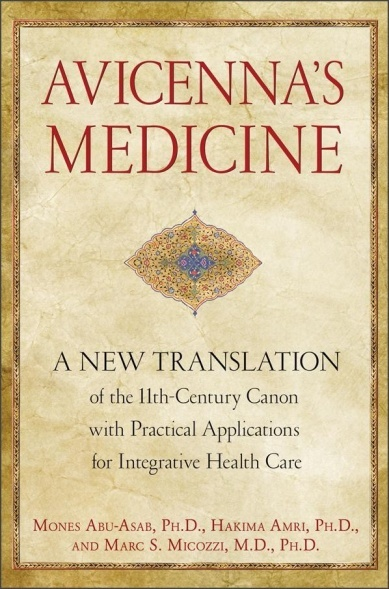 AVICENNA'S
MEDICINE
A NEW TRANSLATION
of the 11th-Century Canon
with Practical Applications
for Integrative Health Care
MONES ABU-ASAB, PH.D., HAKIMA AMRI, PH.D.,
AND MARC S. MICOZZI, M.D., PH.D.